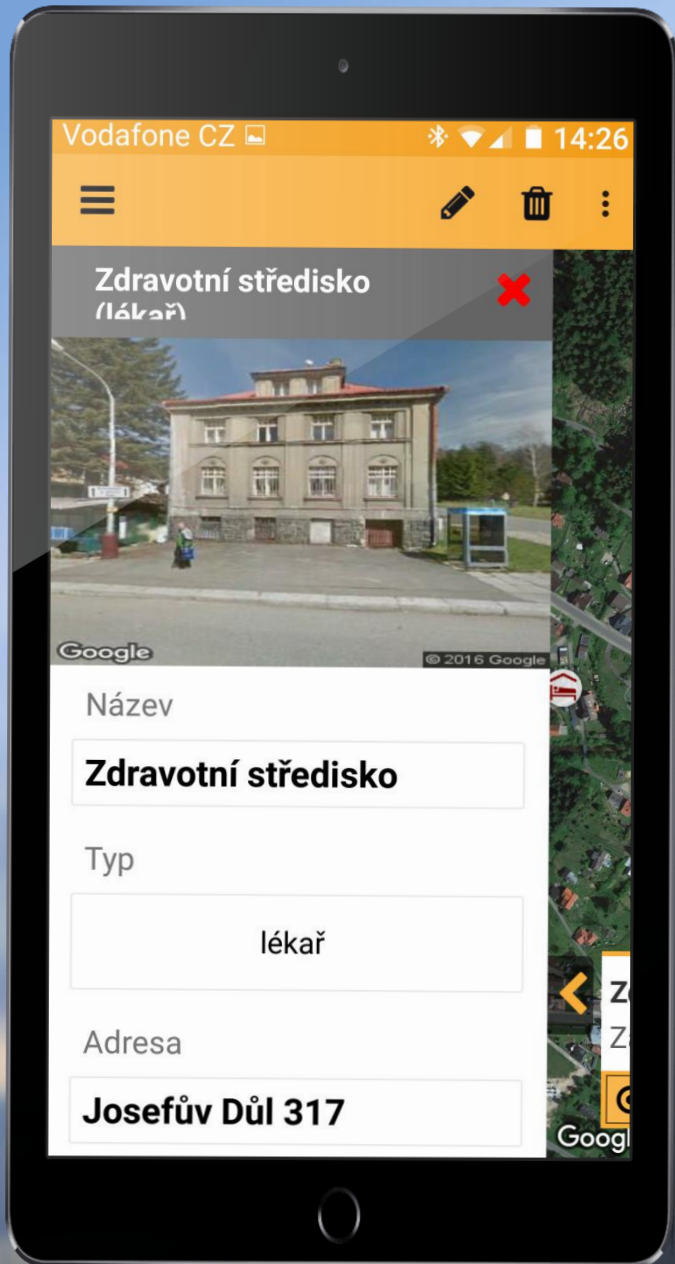 Vodafone CZ
14:26
Zdravotní středisko
(lékař)
Google
© 2016 Google
Název
Zdravotní středisko
Typ
lékař
Adresa
Josefův Důl 317
Googl